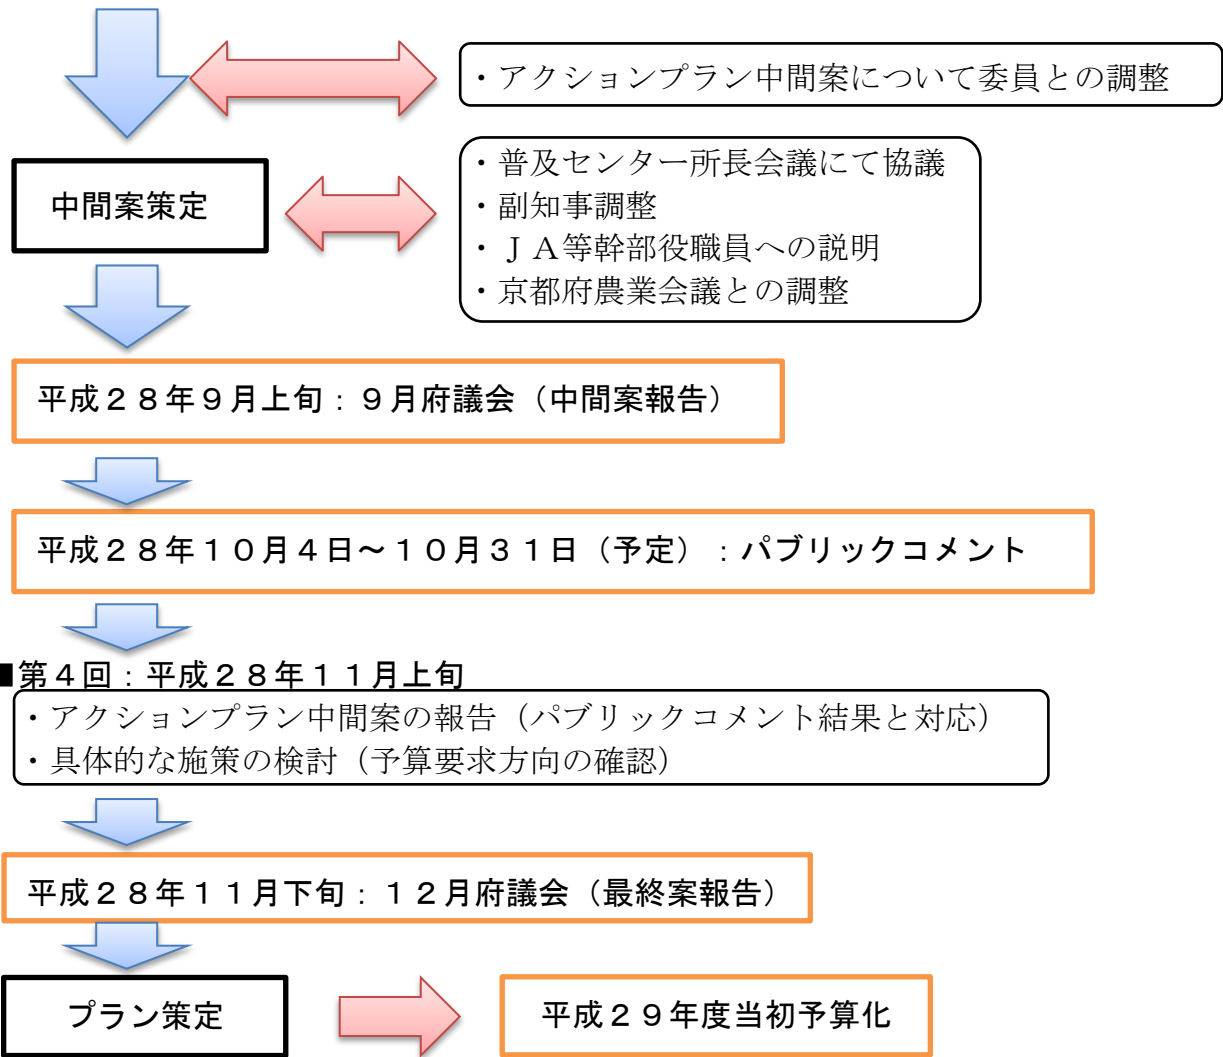 ・アクションプラン中間案について委員との調整
中間案策定
・普及センター所長会議にて協議
・副知事調整
・ＪＡ等幹部役職員への説明
・京都府農業会議との調整
平成２８年９月上旬：９月府議会（中間案報告）
平成２８年１０月４日～１０月３１日（予定）：パブリックコメント
■第４回：平成２８年１１月上旬
・アクションプラン中間案の報告（パブリックコメント結果と対応）
・具体的な施策の検討（予算要求方向の確認）
平成２８年１１月下旬：１２月府議会（最終案報告）
プラン策定
平成２９年度当初予算化